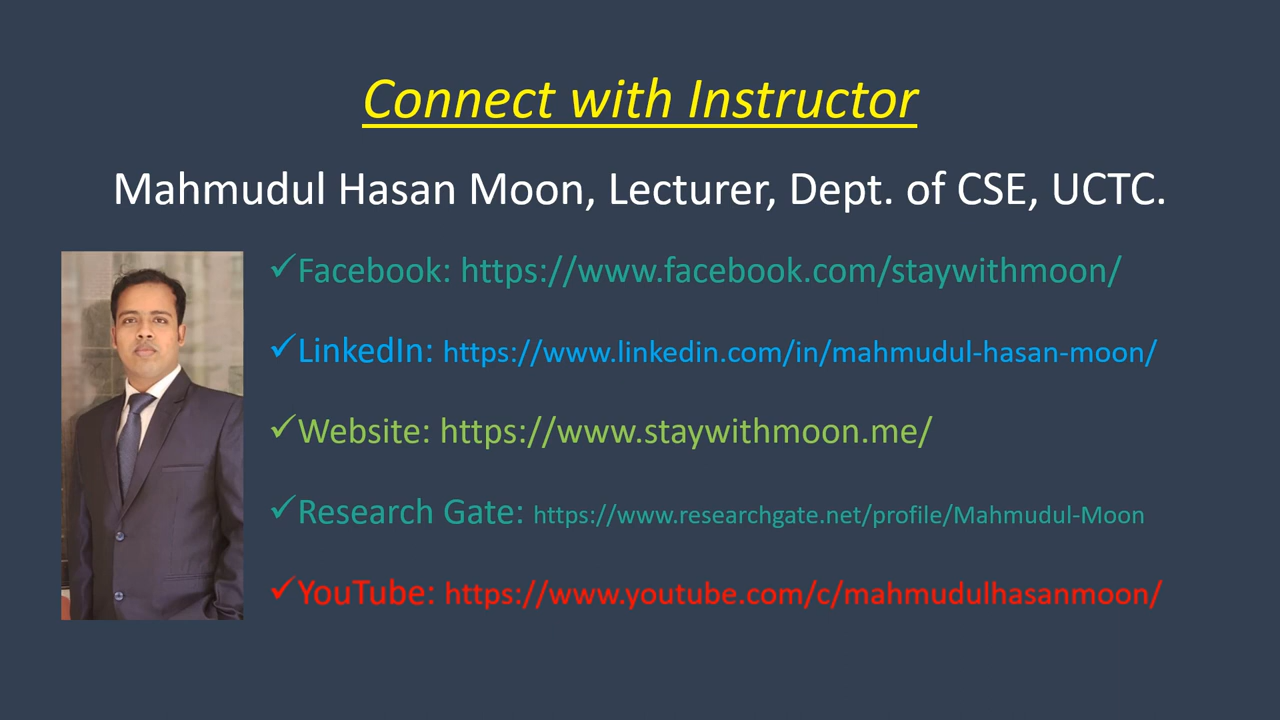 Connect with Instructor
Mahmudul Hasan Moon, Lecturer, Dept. of CSE, UCTC.
✓Facebook: https://www.facebook.com/staywithmoon/
✓LinkedIn: https://www.linkedin.com/in/mahmudul-hasan-moon/
✓Website: https://www.staywithmoon.me/
✓Research Gate: https://www.researchgate.net/profile/Mahmudul-Moon
✓YouTube: https://www.youtube.com/c/mahmudulhasanmoon/